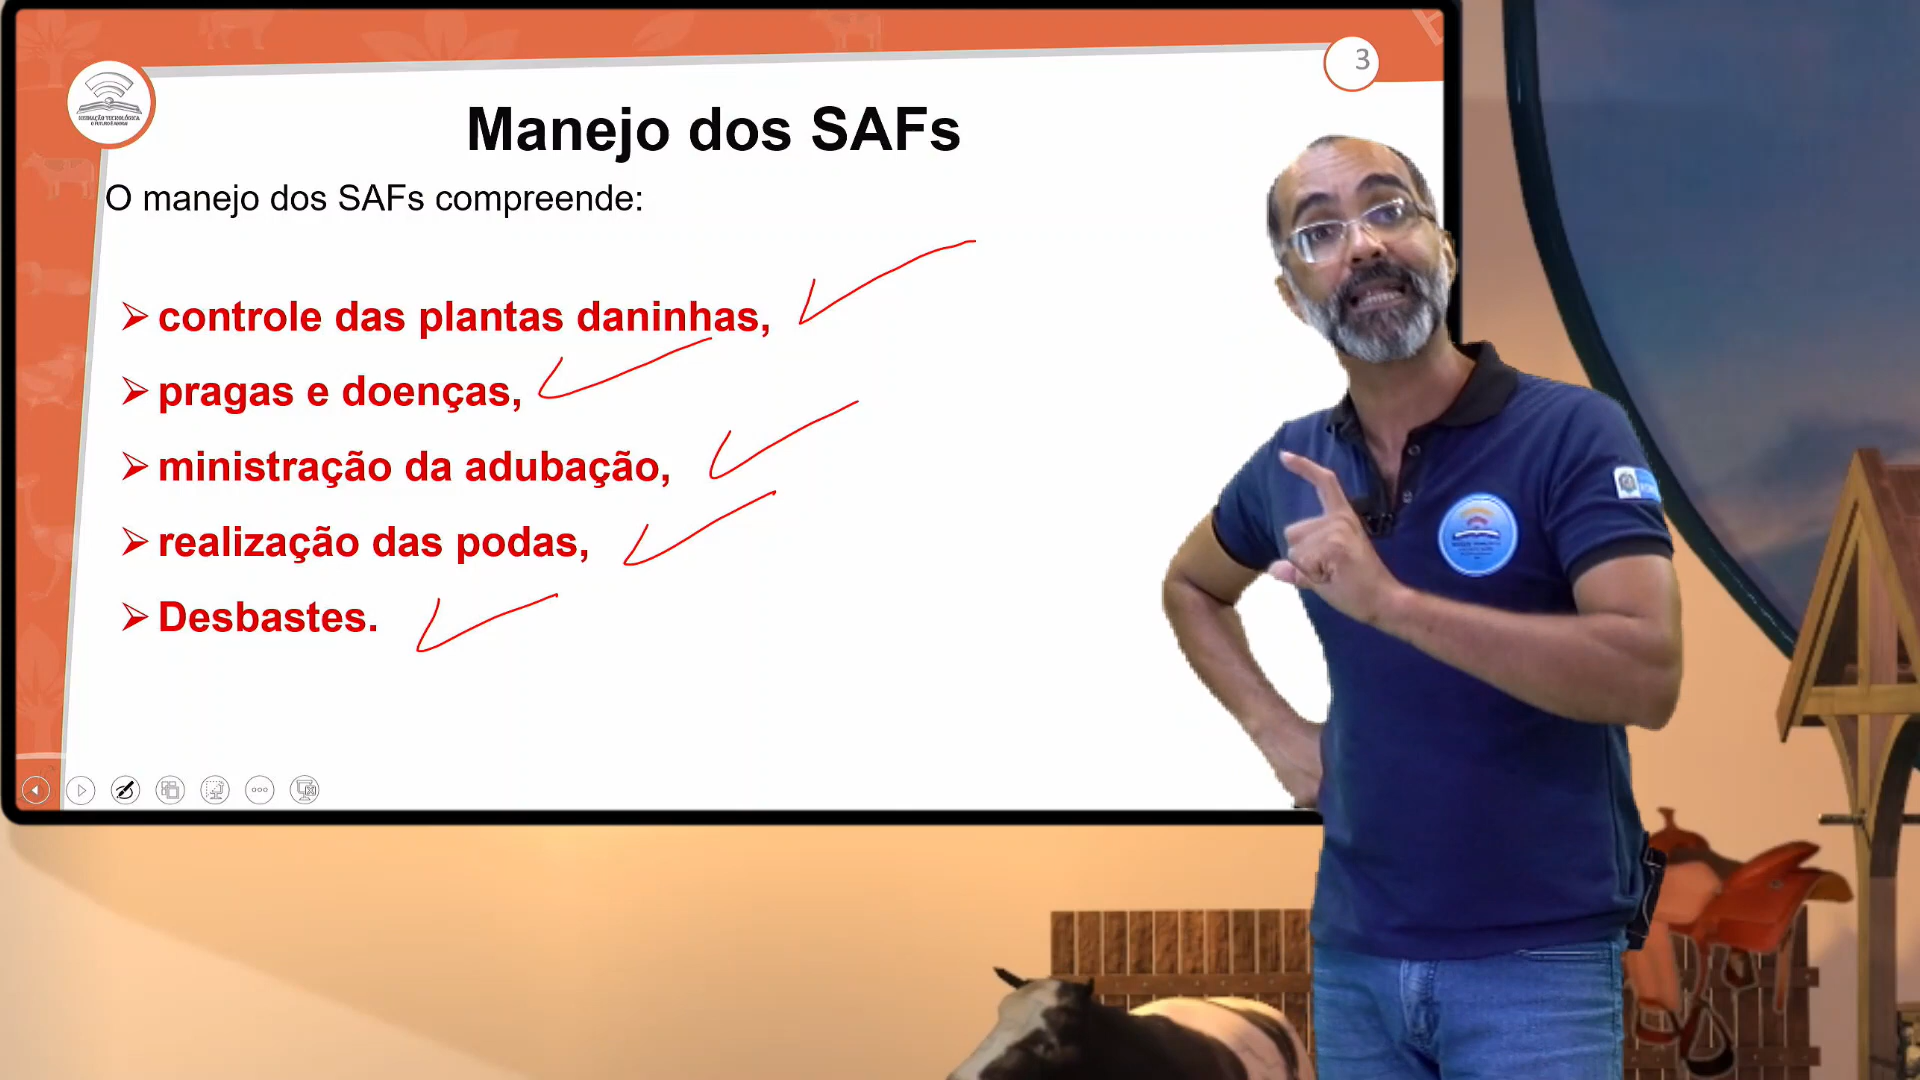 3
Manejo dos SAFs
O manejo dos SAFs compreende:
controle das plantas daninhas,
pragas e doenças,
ministração da adubação,
realização das podas,
Desbastes.